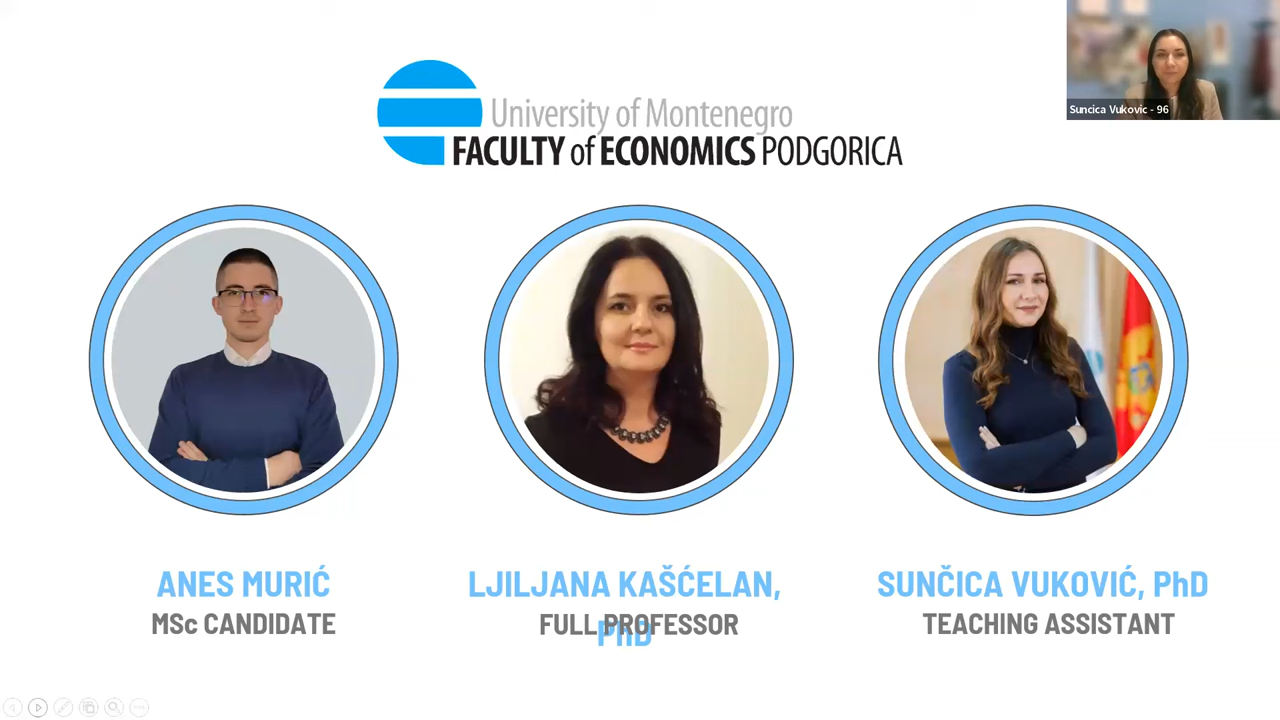 Suncica Vukovic - 96
University of Montenegro
FACULTY of ECONOMICS PODGORICA
ANES MURIĆ
MSc CANDIDATE
LJILJANA KAŠĆELAN,
PhD
FULL PROFESSOR
SUNČICA VUKOVIĆ, PhD
TEACHING ASSISTANT